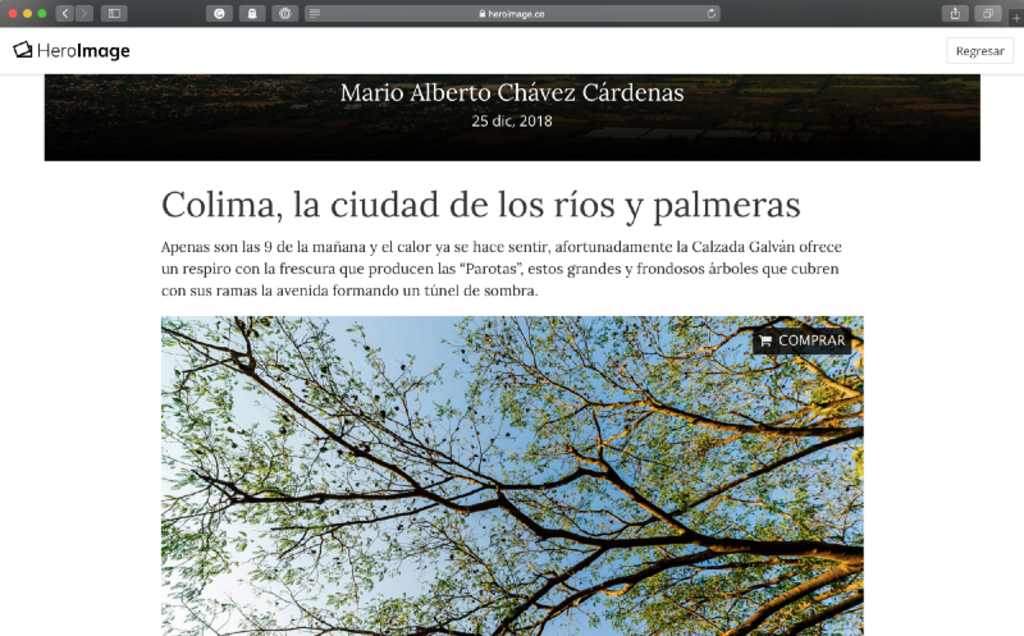 heroimage.co
HeroImage
Regresar
Mario Alberto Chávez Cárdenas
25 dic, 2018
Colima, la ciudad de los ríos y palmeras
Apenas son las 9 de la mañana y el calor ya se hace sentir, afortunadamente la Calzada Galván ofrece
un respiro con la frescura que producen las “Parotas”, estos grandes y frondosos árboles que cubren
con sus ramas la avenida formando un túnel de sombra.
COMPRAR